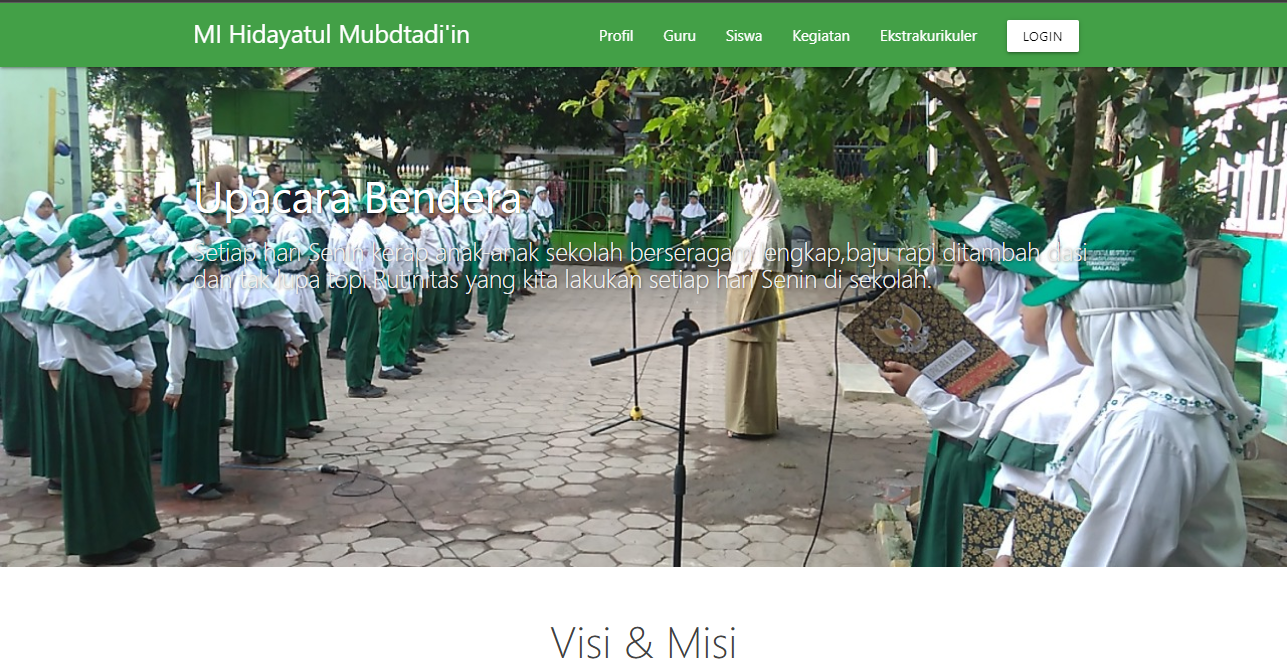 MI Hidayatul Mubdtadi'in
Profil
Guru
Siswa
Kegiatan
Ekstrakurikuler
LOGIN
Upacara Bendera
Setiap hari Senin kerap anak-anak sekolah berseragam lengkap,baju rapi ditambah dasi
dan tak lupa topi.Rutinitas yang kita lakukan setiap hari Senin di sekolah.
MALANG
Visi & Misi